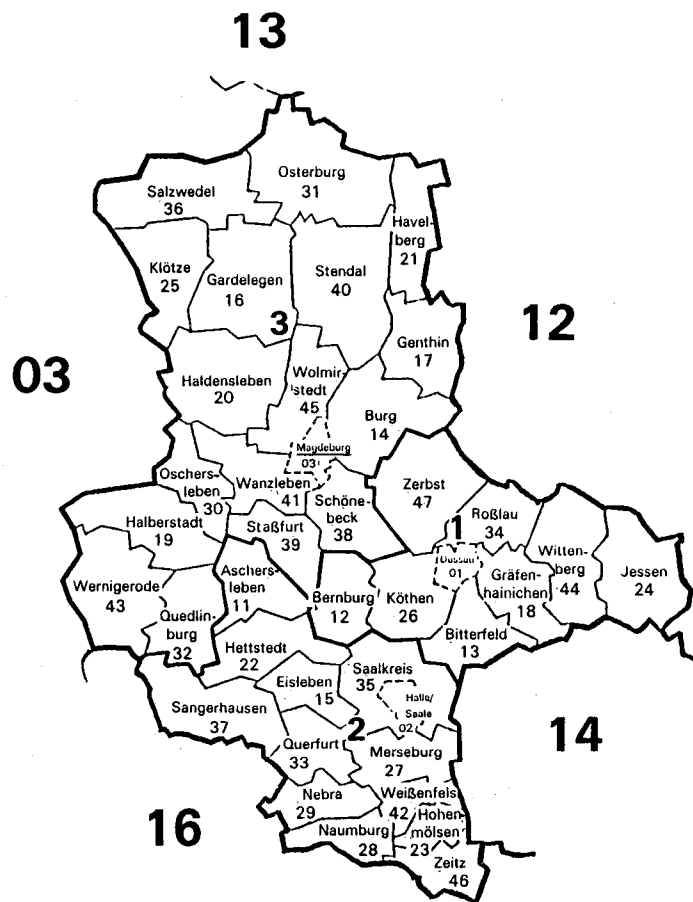 13
Osterburg
31
Salzwedel
36
Havel-
berg
21
Klötze
25
Gardelegen
16
Stendal
40
3
12
Genthin
17
03
Haldensleben
20
Wolmir-
stedt
45
Burg
14
Magdeburg
03
Oschers-
leben
30
Wanzleben
41
Schöne-
beck
38
Zerbst
47
Halberstadt
19
Staßfurt
39
1
Roßlau
34
Witten-
berg
44
Jessen
24
Wernigerode
43
Aschers-
leben
11
Bernburg
12
Köthen
26
Dessau
01
Gräfen-
hainichen
18
Quedlin-
burg
32
Bitterfeld
13
Hettstedt
22
Saalkreis
35
Eisleben
15
Halle/
Saale
02
Sangerhausen
37
2
14
Querfurt
33
Merseburg
27
16
Nebra
29
Weißenfels
42
Hohen-
mölsen
23
Naumburg
28
Zeitz
46